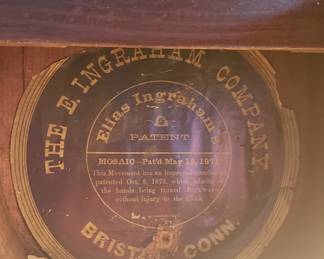 THE E. INGRAHAM COMPANY,
Elias Ingraham's
PATENT.
MOSAIC—Pat'd May 1871
This Movement has an improved
patented Oct. 8, 1878, which
the hands being turned Backward
without injury to the Clock
BRISTOL CONN.